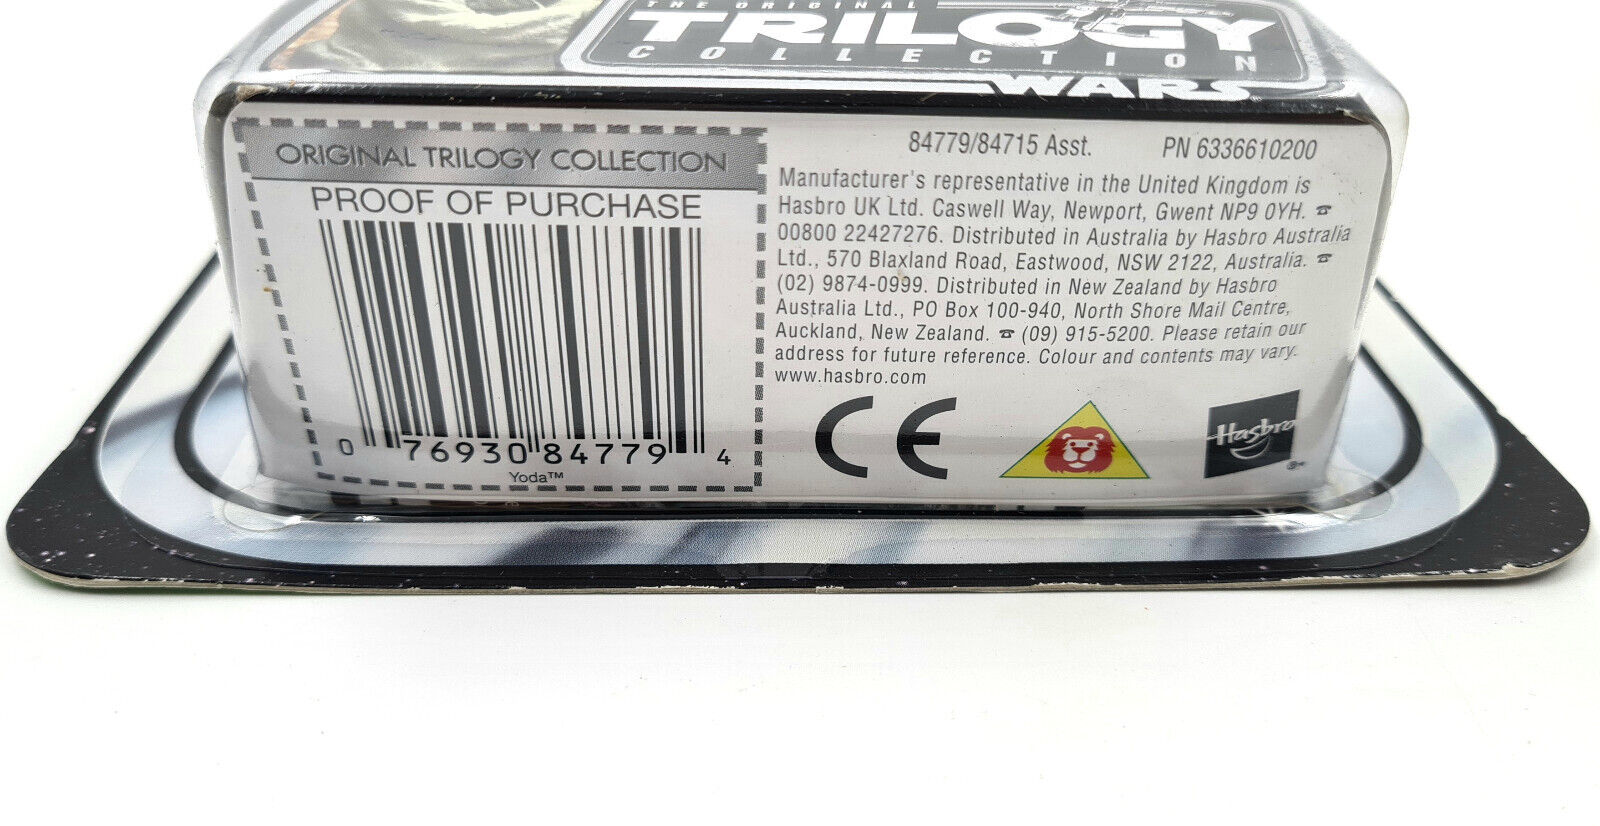 THE ORIGINAL
TRILOGY
COLLECTION
WARS
ORIGINAL TRILOGY COLLECTION
PROOF OF PURCHASE
0 76930 84779 4
Yoda™
84779/84715 Asst. PN 6336610200
Manufacturer's representative in the United Kingdom is
Hasbro UK Ltd. Caswell Way, Newport, Gwent NP9 0YH. ☎
00800 22427276. Distributed in Australia by Hasbro Australia
Ltd., 570 Blaxland Road, Eastwood, NSW 2122, Australia. ☎
(02) 9874-0999. Distributed in New Zealand by Hasbro
Australia Ltd., PO Box 100-940, North Shore Mail Centre,
Auckland, New Zealand. ☎ (09) 915-5200. Please retain our
address for future reference. Colour and contents may vary.
www.hasbro.com
CE
Hasbro